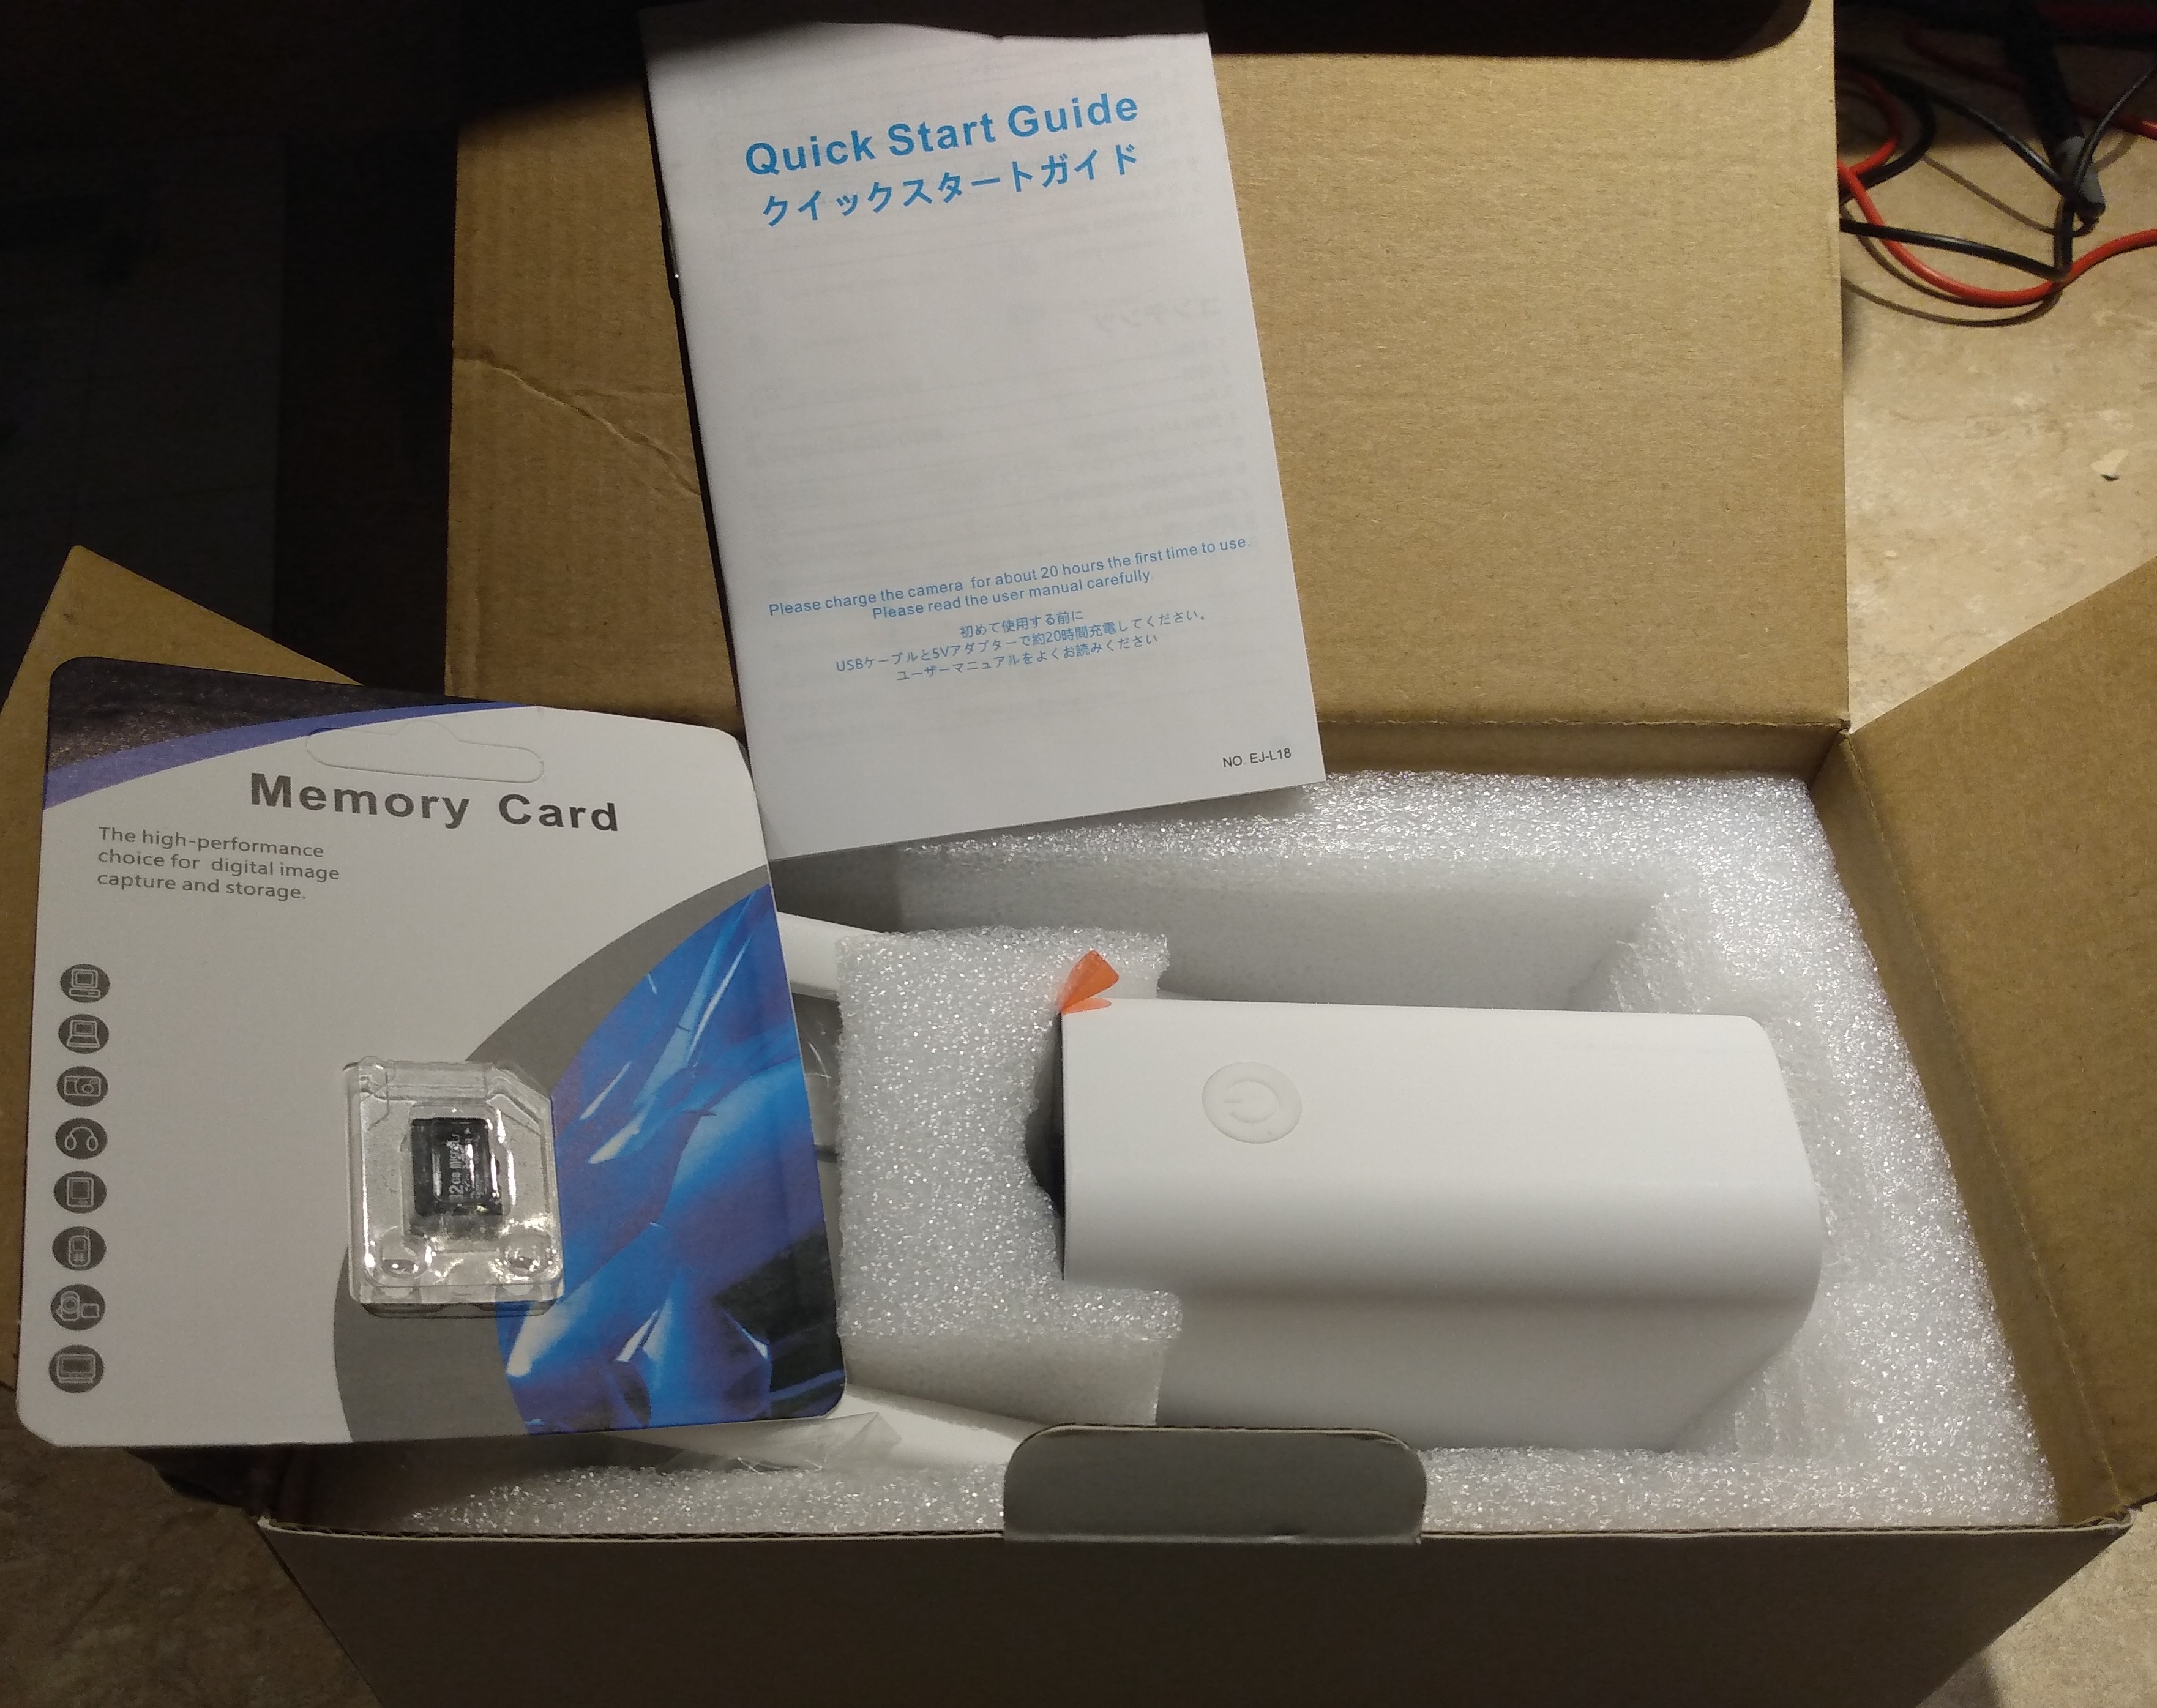 Quick Start Guide
クイックスタートガイド
Please charge the camera for about 20 hours the first time to use.
Please read the user manual carefully.
初めて使用する前に
USBケーブルと5Vアダプターで約20時間充電してください。
ユーザーマニュアルをよくお読みください
NO. EJ-L18
Memory Card
The high-performance
choice for digital image
capture and storage.